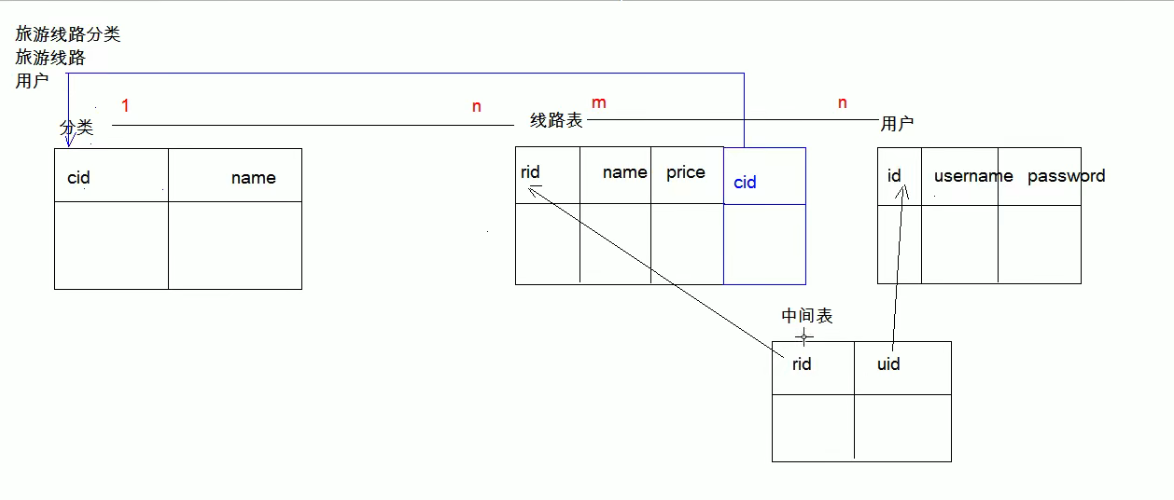 旅游线路分类
旅游线路
用户
1 n m n
分类 线路表 用户
cid name rid name price cid id username password
中间表
rid uid